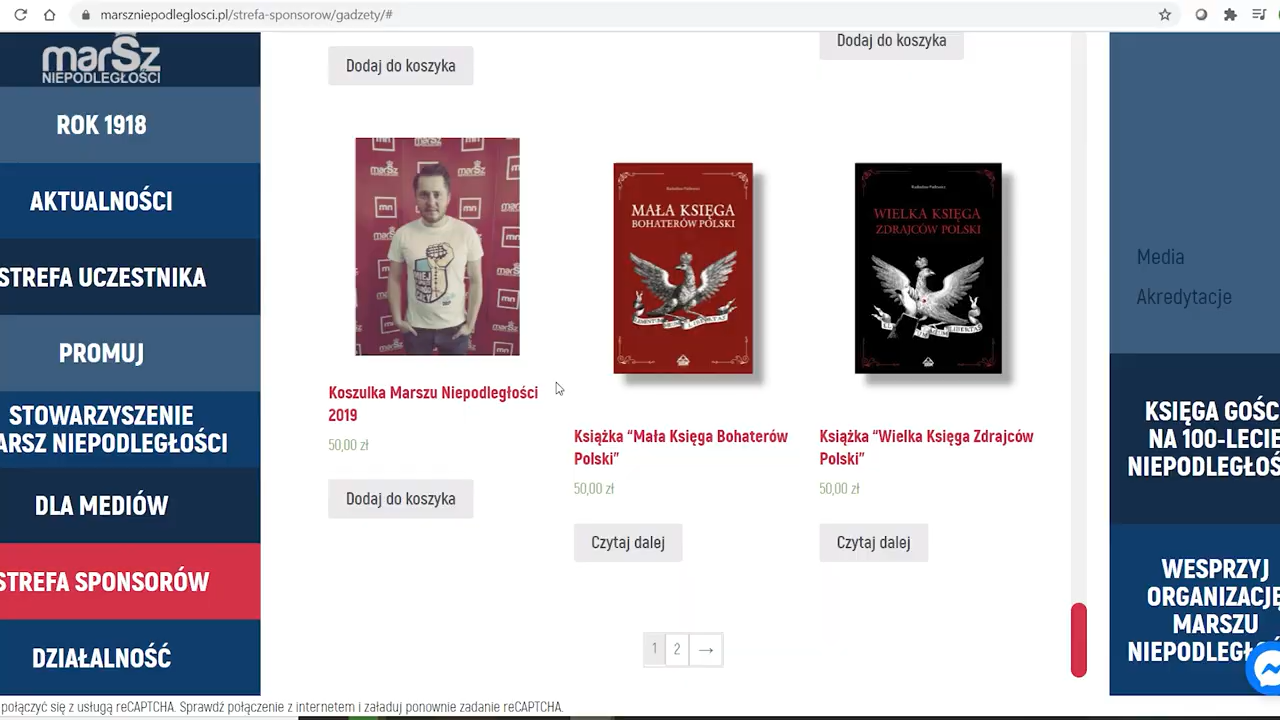 marszniepodleglosci.pl/strefa-sponsorow/gadzety/#
marSz
NIEPODLEGŁOŚCI
ROK 1918
AKTUALNOŚCI
STREFA UCZESTNIKA
PROMUJ
STOWARZYSZENIE
ARSZ NIEPODLEGŁOŚCI
DLA MEDIÓW
STREFA SPONSORÓW
DZIAŁALNOŚĆ
Dodaj do koszyka
Dodaj do koszyka
Koszulka Marszu Niepodległości
2019
50,00 zł
Dodaj do koszyka
MAŁA KSIĘGA
BOHATERÓW POLSKI
Książka “Mała Księga Bohaterów
Polski”
50,00 zł
Czytaj dalej
WIELKA KSIĘGA
ZDRAJCÓW POLSKI
Książka “Wielka Księga Zdrajców
Polski”
50,00 zł
Czytaj dalej
1 2 →
Media
Akredytacje
KSIĘGA GOŚC
NA 100-LECIE
NIEPODLEGŁOŚ
WESPRZYJ
ORGANIZACJĘ
MARSZU
NIEPODLEGŁOŚ
połączyć się z usługą reCAPTCHA. Sprawdź połączenie z internetem i załaduj ponownie zadanie reCAPTCHA.